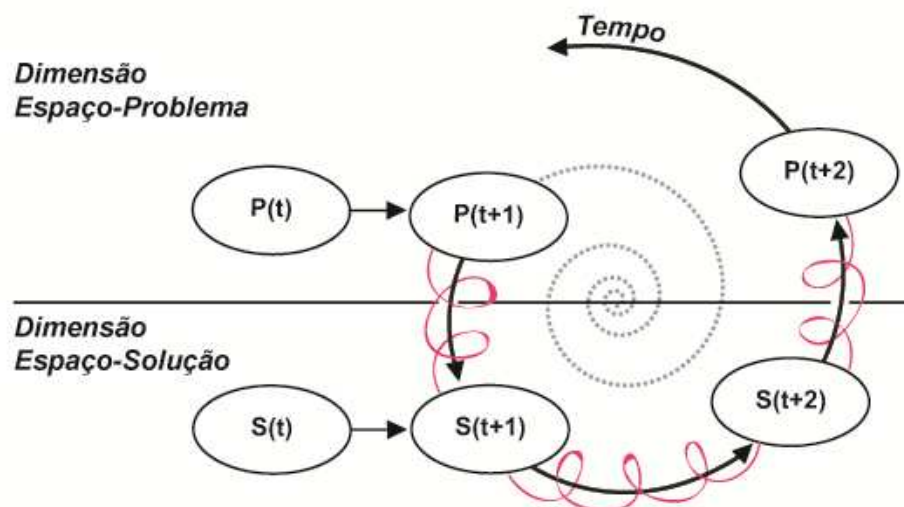 Tempo
Dimensão
Espaço-Problema
P(t+2)
P(t)
P(t+1)
Dimensão
Espaço-Solução
S(t+2)
S(t)
S(t+1)